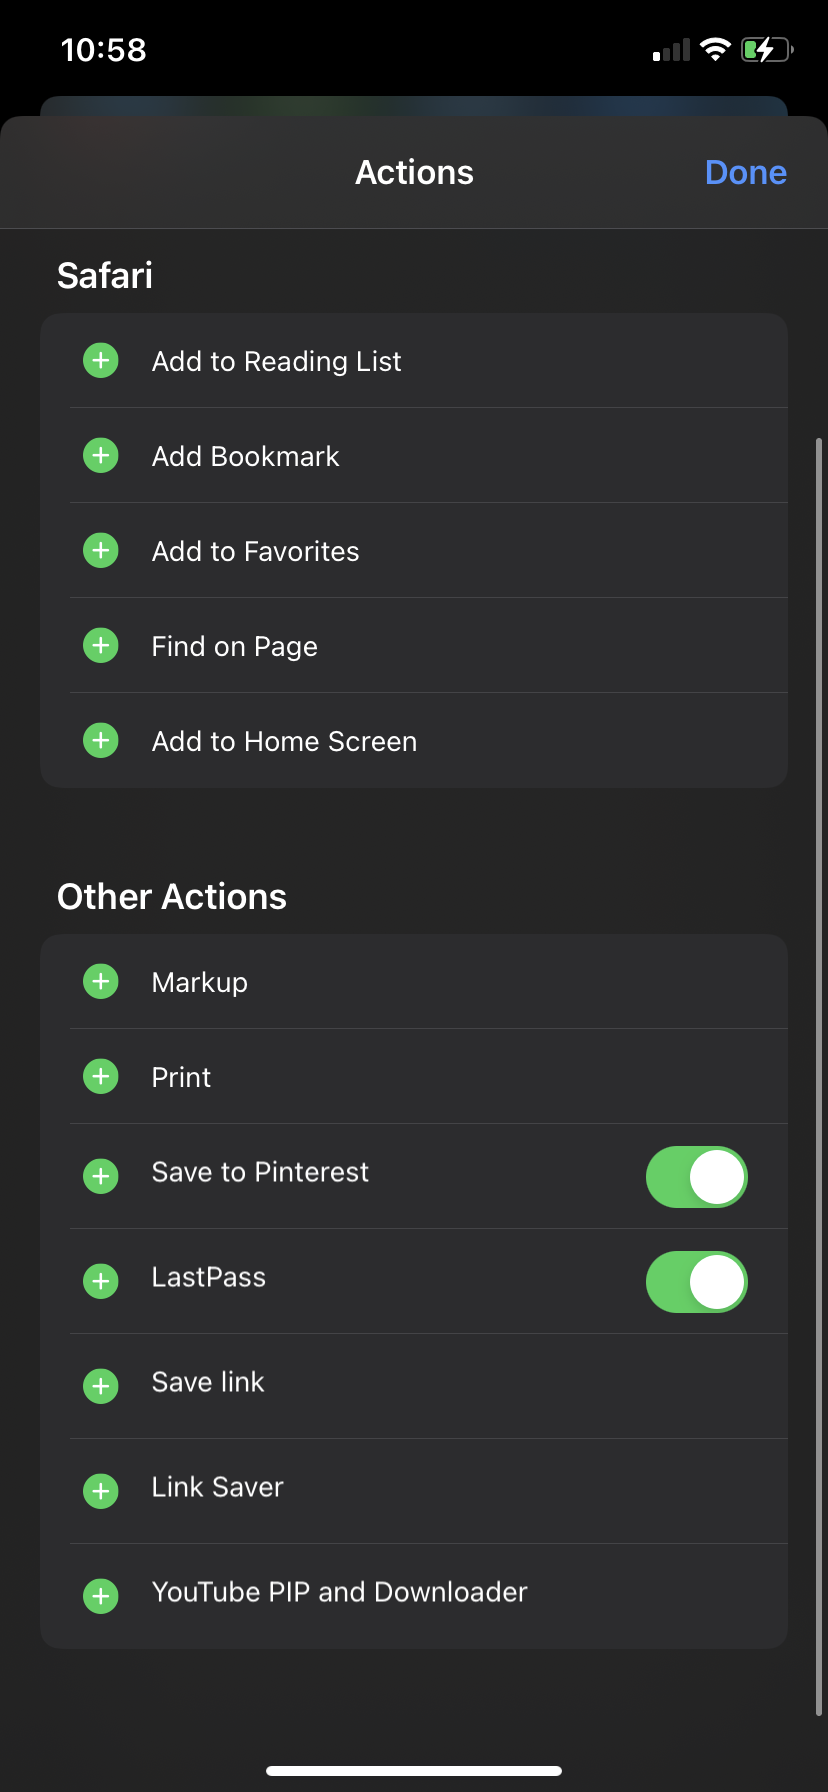 10:58
Actions
Done
Safari
Add to Reading List
Add Bookmark
Add to Favorites
Find on Page
Add to Home Screen
Other Actions
Markup
Print
Save to Pinterest
LastPass
Save link
Link Saver
YouTube PIP and Downloader